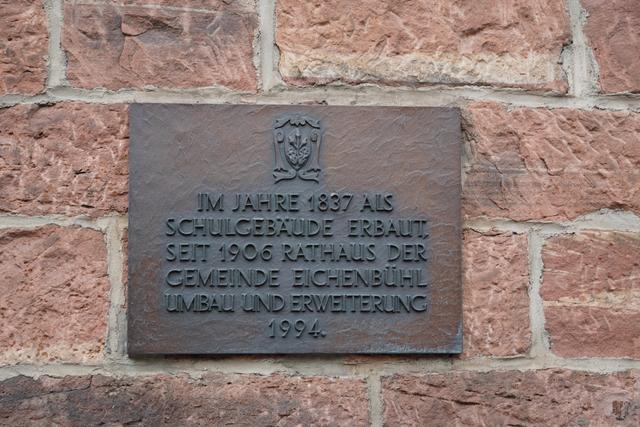 IM JAHRE 1837 ALS
SCHULGEBÄUDE ERBAUT.
SEIT 1906 RATHAUS DER
GEMEINDE EICHENBÜHL
UMBAU UND ERWEITERUNG
1994.